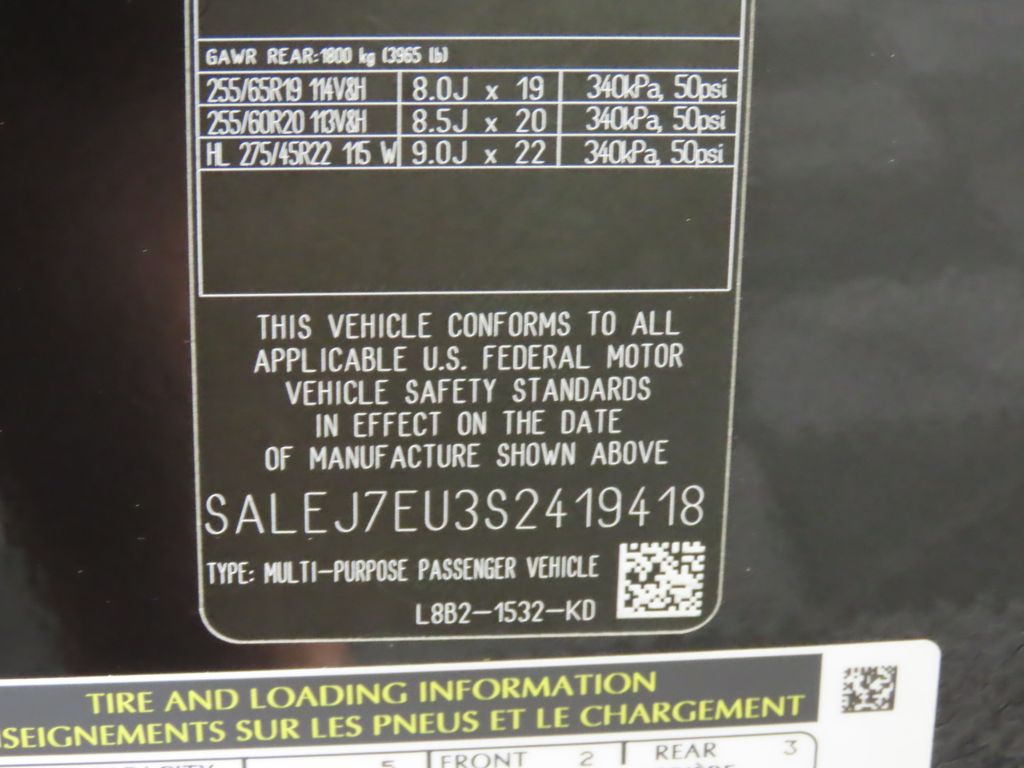 GAWR REAR:1800 kg (3965 lb)
255/65R19 114V&H 8.0J x 19 340kPa, 50psi
255/60R20 113V&H 8.5J x 20 340kPa, 50psi
HL 275/45R22 115 W 9.0J x 22 340kPa, 50psi
THIS VEHICLE CONFORMS TO ALL
APPLICABLE U.S. FEDERAL MOTOR
VEHICLE SAFETY STANDARDS
IN EFFECT ON THE DATE
OF MANUFACTURE SHOWN ABOVE
SALEJ7EU3S2419418
TYPE: MULTI-PURPOSE PASSENGER VEHICLE
L8B2-1532-KD
TIRE AND LOADING INFORMATION
SEIGNEMENTS SUR LES PNEUS ET LE CHARGEMENT
5 FRONT 2 REAR 3